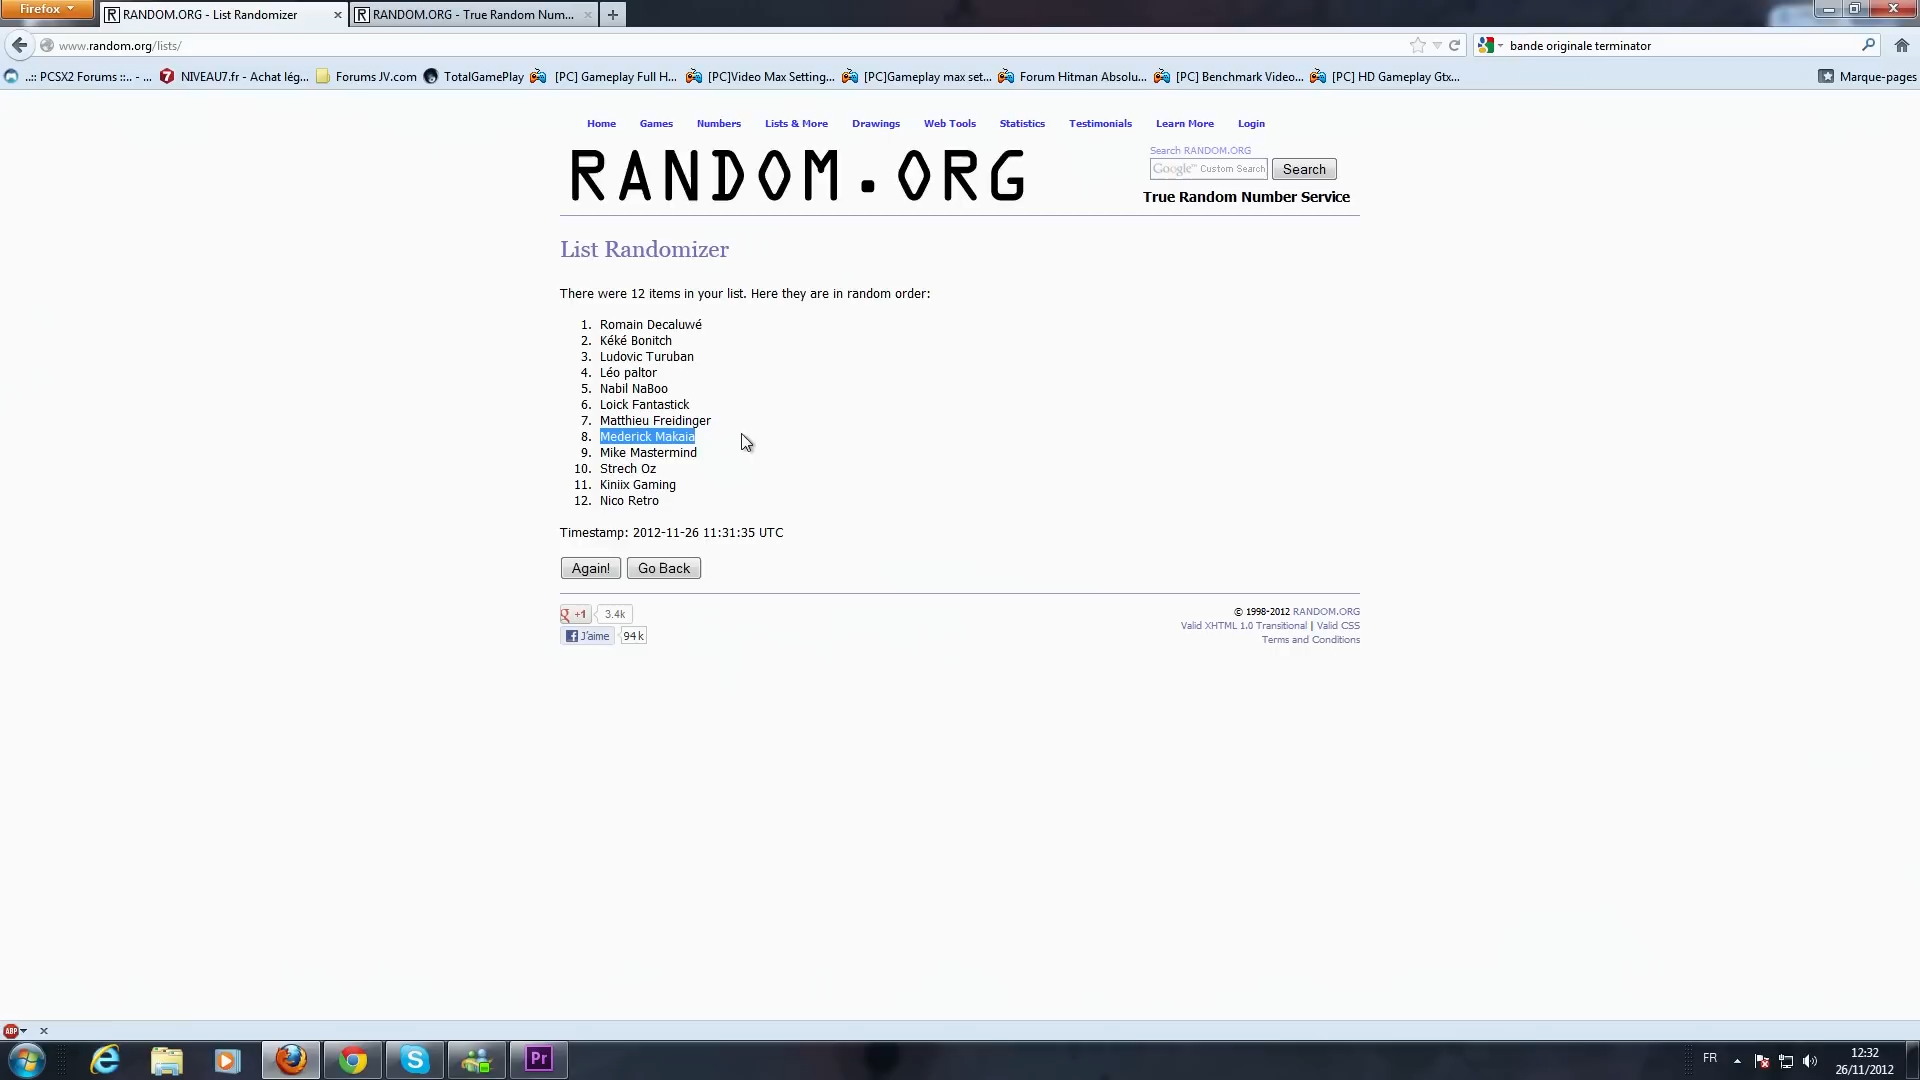 Firefox
RANDOM.ORG - List Randomizer
RANDOM.ORG - True Random Num...
www.random.org/lists/
bande originale terminator
..:: PCSX2 Forums ::.. - ...
NIVEAU7.fr - Achat lég...
Forums JV.com
TotalGamePlay
[PC] Gameplay Full H...
[PC]Video Max Setting...
[PC]Gameplay max set...
Forum Hitman Absolu...
[PC] Benchmark Video...
[PC] HD Gameplay Gtx...
Marque-pages
Home Games Numbers Lists & More Drawings Web Tools Statistics Testimonials Learn More Login
RANDOM.ORG
Search RANDOM.ORG
Google™ Custom Search
Search
True Random Number Service
List Randomizer
There were 12 items in your list. Here they are in random order:
1. Romain Decaluwé
2. Kéké Bonitch
3. Ludovic Turuban
4. Léo paltor
5. Nabil NaBoo
6. Loick Fantastick
7. Matthieu Freidinger
8. Mederick Makaia
9. Mike Mastermind
10. Strech Oz
11. Kiniix Gaming
12. Nico Retro
Timestamp: 2012-11-26 11:31:35 UTC
Again!
Go Back
+1
3.4k
J'aime
94k
© 1998-2012 RANDOM.ORG
Valid XHTML 1.0 Transitional | Valid CSS
Terms and Conditions
ABP
Pr
FR
12:32
26/11/2012